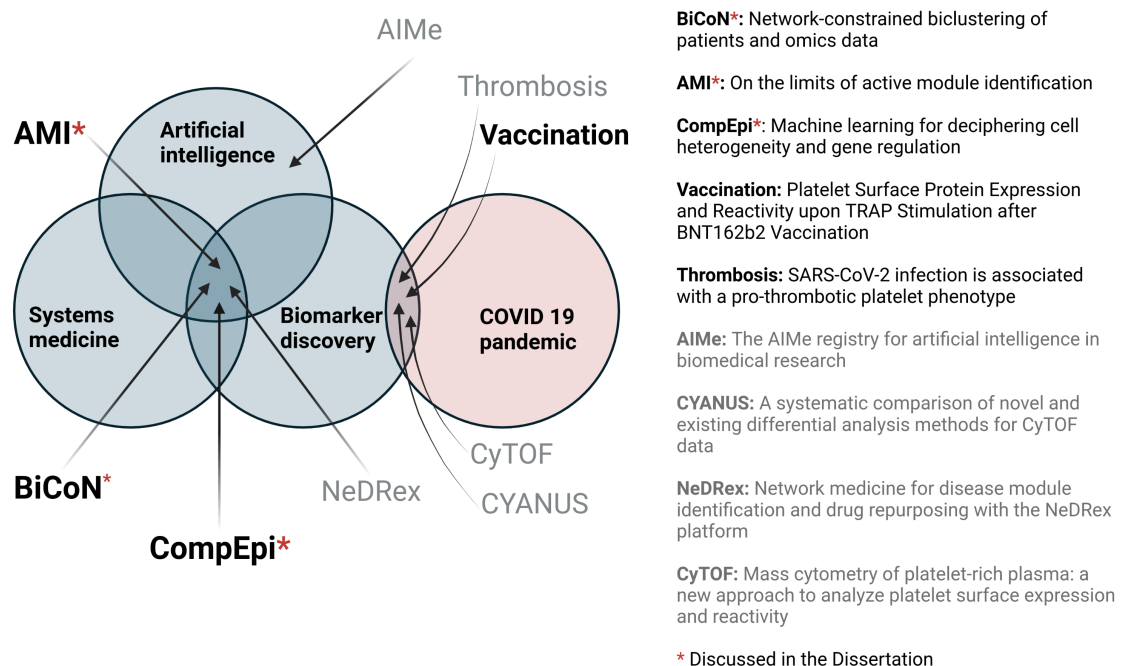 AIMe
Thrombosis
Vaccination
AMI*
Artificial
intelligence
Systems
medicine
Biomarker
discovery
COVID 19
pandemic
CyTOF
CYANUS
NeDRex
BiCoN*
CompEpi*
BiCoN*: Network-constrained biclustering of
patients and omics data
AMI*: On the limits of active module identification
CompEpi*: Machine learning for deciphering cell
heterogeneity and gene regulation
Vaccination: Platelet Surface Protein Expression
and Reactivity upon TRAP Stimulation after
BNT162b2 Vaccination
Thrombosis: SARS-CoV-2 infection is associated
with a pro-thrombotic platelet phenotype
AIMe: The AIMe registry for artificial intelligence in
biomedical research
CYANUS: A systematic comparison of novel and
existing differential analysis methods for CyTOF
data
NeDRex: Network medicine for disease module
identification and drug repurposing with the NeDRex
platform
CyTOF: Mass cytometry of platelet-rich plasma: a
new approach to analyze platelet surface expression
and reactivity
* Discussed in the Dissertation